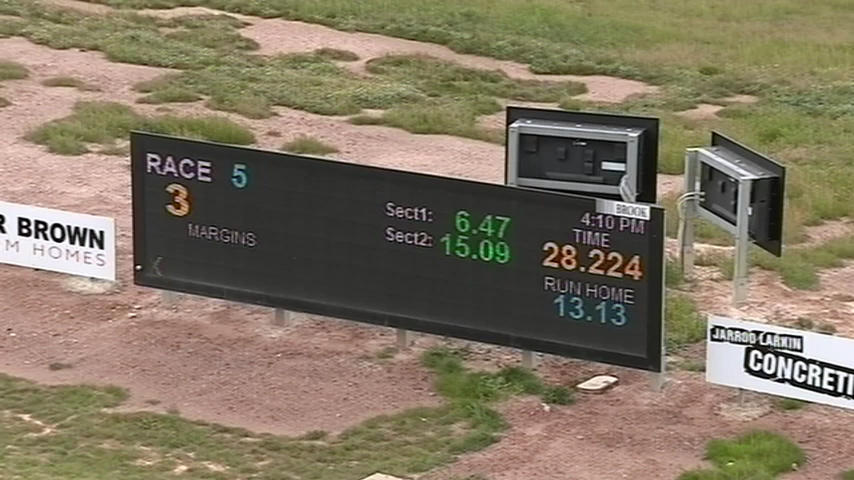 RACE 5
3
MARGINS
Sect1: 6.47
Sect2: 15.09
BROOK
4:10 PM
TIME
28.224
RUN HOME
13.13
R BROWN
M HOMES
JARROD LARKIN
CONCRETI